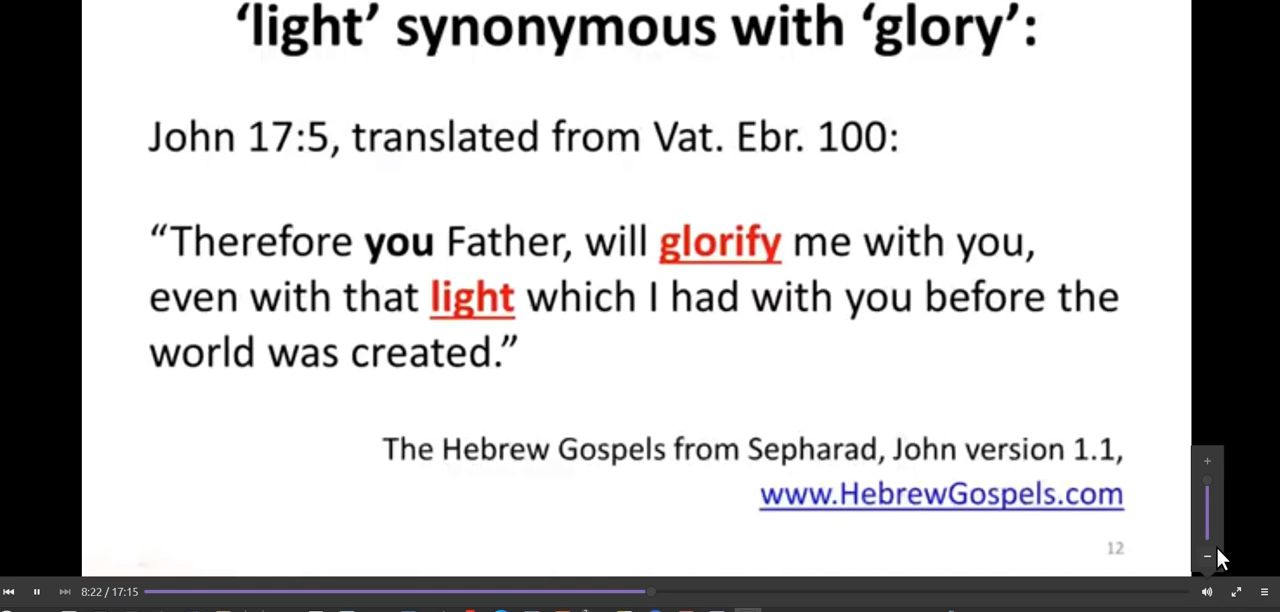 ‘light’ synonymous with ‘glory’:
John 17:5, translated from Vat. Ebr. 100:
“Therefore you Father, will glorify me with you,
even with that light which I had with you before the
world was created.”
The Hebrew Gospels from Sepharad, John version 1.1,
www.HebrewGospels.com
12
8:22 / 17:15